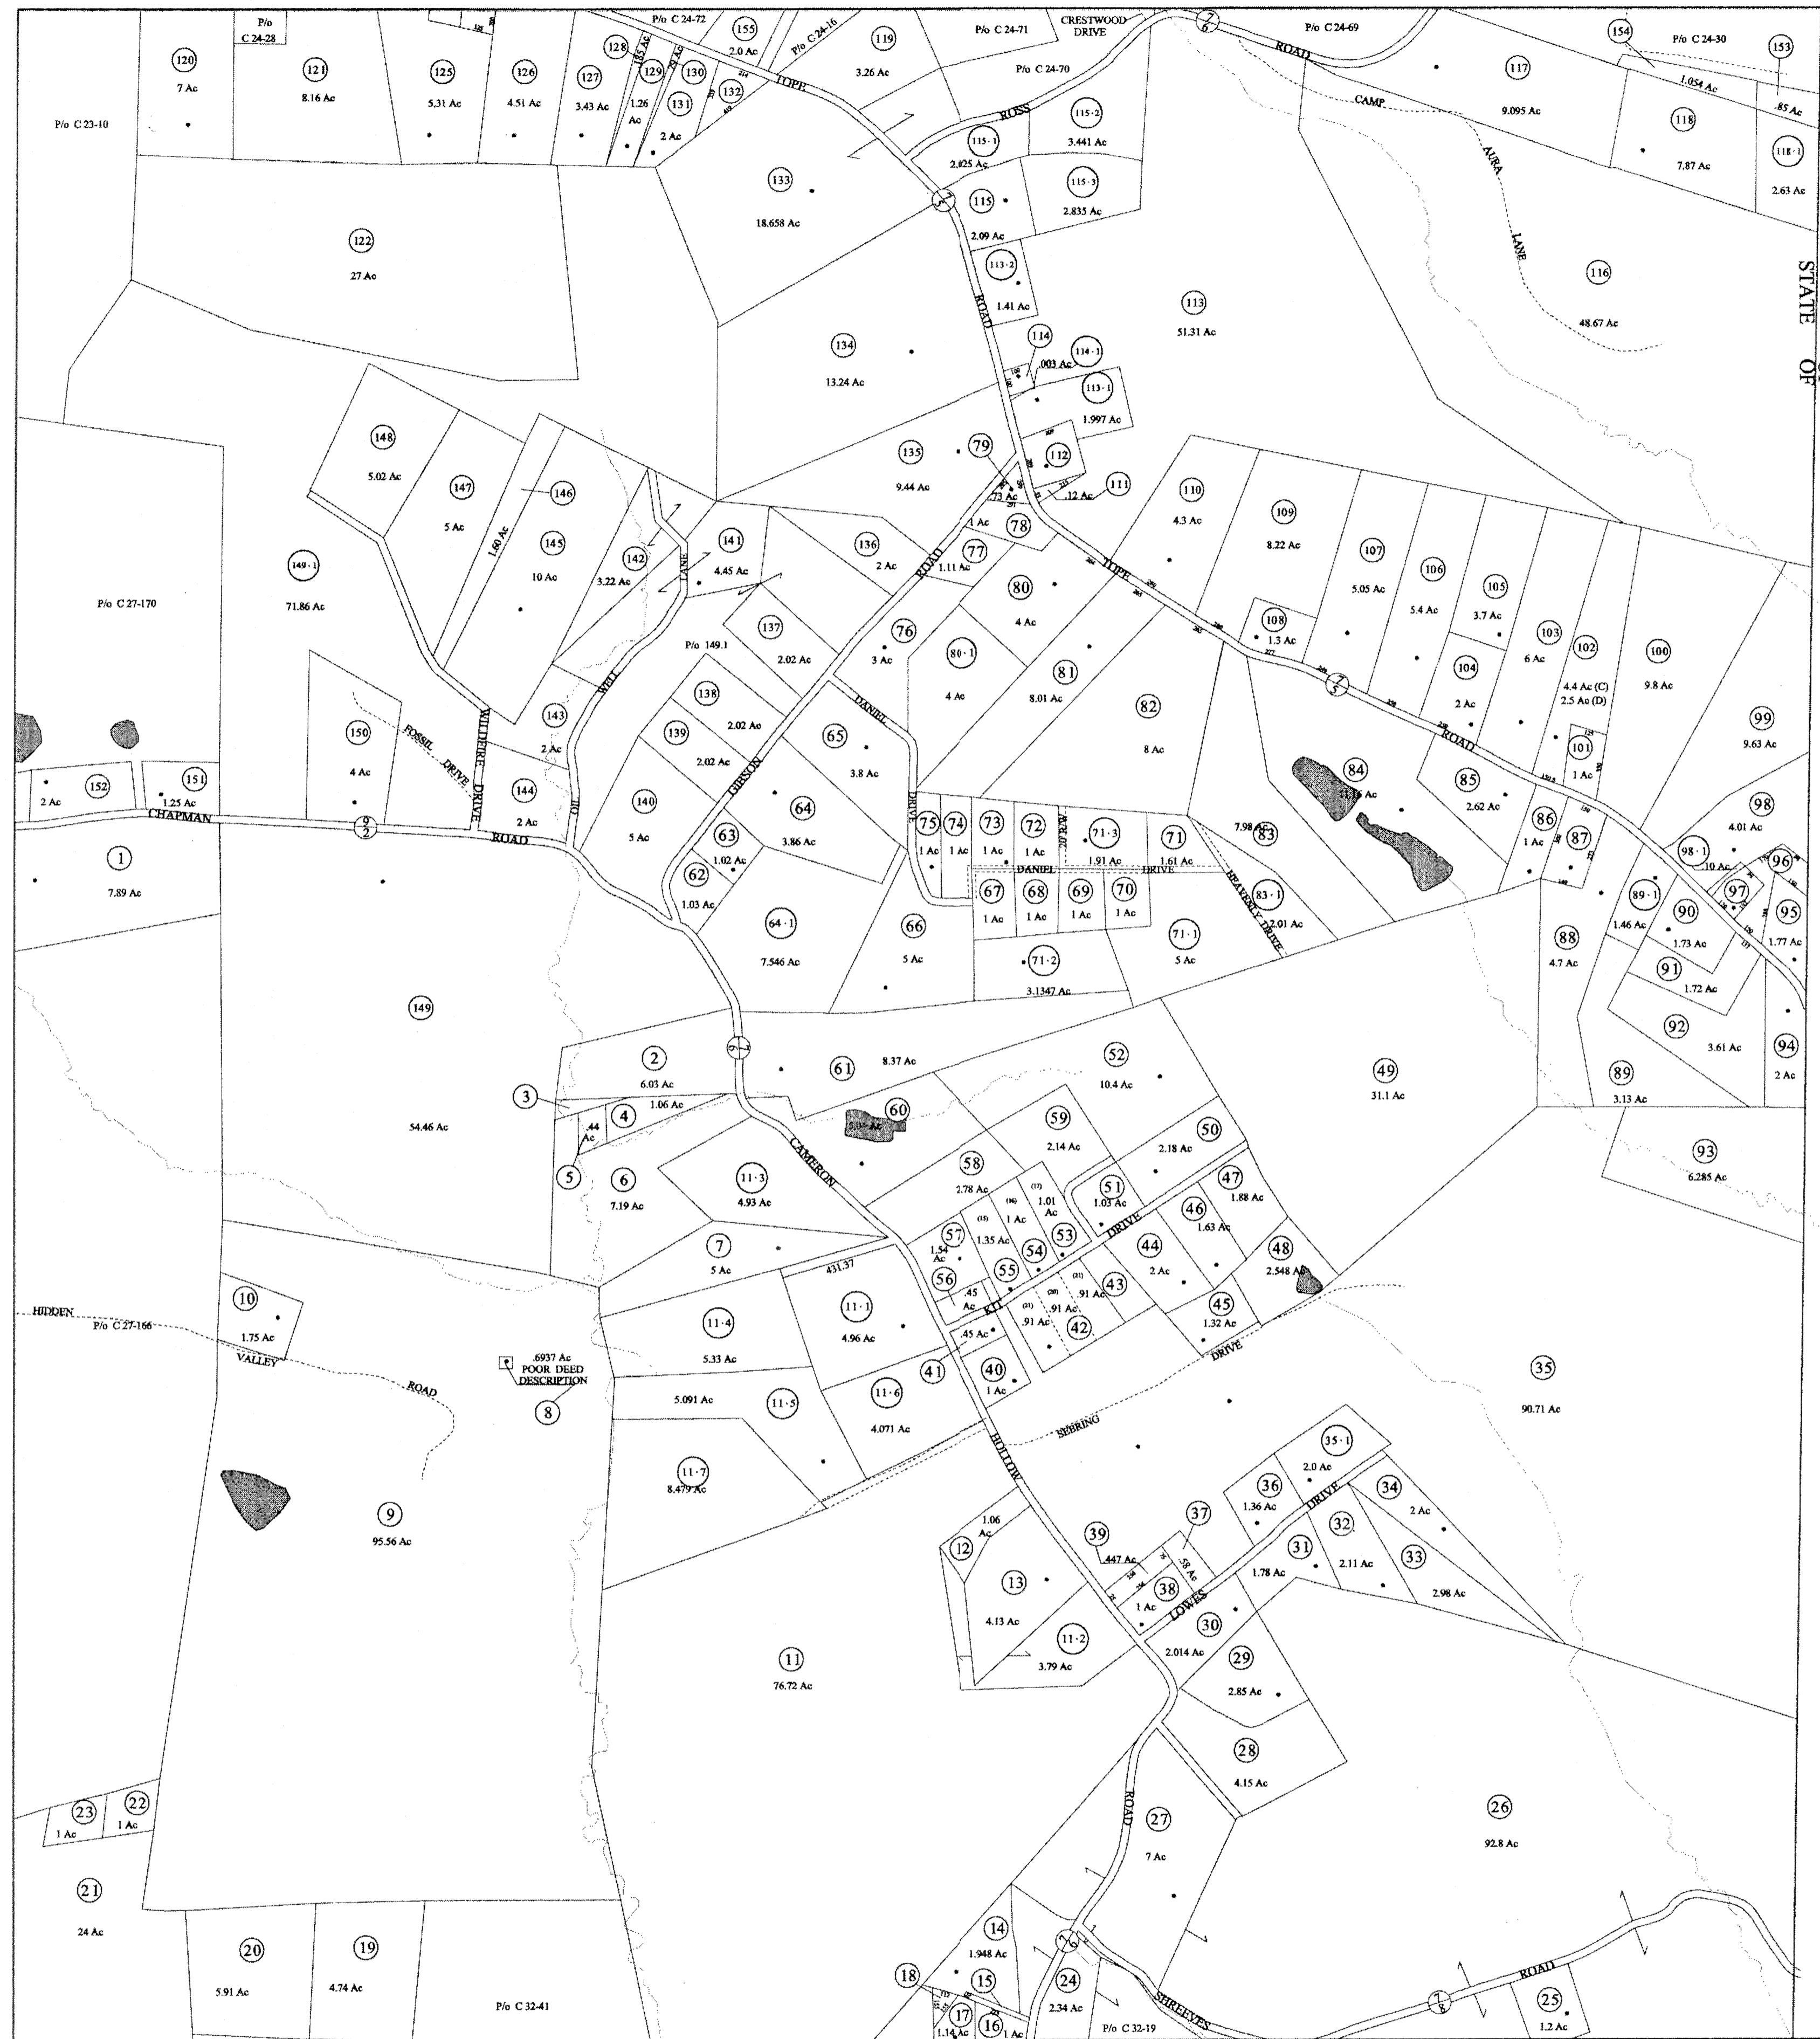 P/o C 24-72
155
2.0 Ac
P/o C 24-16
119
3.26 Ac
P/o C 24-71
CRESTWOOD
DRIVE
P/o C 24-70
7
6
ROAD
P/o C 24-69
154
P/o C 24-30
153
1.054 Ac
.85 Ac
P/o
C 24-28
120
7 Ac
121
8.16 Ac
125
5.31 Ac
126
4.51 Ac
127
3.43 Ac
128
129
1.26
Ac
130
131
2 Ac
132
214
TOPE
ROSS
115-2
3.441 Ac
CAMP
117
9.095 Ac
118
7.87 Ac
118-1
2.63 Ac
P/o C 23-10
133
18.658 Ac
115-1
2.025 Ac
115-3
2.835 Ac
115
2.09 Ac
7
5
AURA
LANE
116
48.67 Ac
STATE OF
122
27 Ac
113-2
1.41 Ac
ROAD
113
51.31 Ac
134
13.24 Ac
114
114-1
.003 Ac
113-1
1.997 Ac
148
5.02 Ac
147
5 Ac
146
1.60 Ac
145
10 Ac
135
9.44 Ac
79
.73 Ac
112
111
.12 Ac
110
4.3 Ac
109
8.22 Ac
107
5.05 Ac
106
5.4 Ac
105
3.7 Ac
103
6 Ac
102
4.4 Ac (C)
2.5 Ac (D)
100
9.8 Ac
99
9.63 Ac
149-1
71.86 Ac
P/o C 27-170
142
3.22 Ac
LANE
141
4.45 Ac
136
2 Ac
ROAD
1 Ac
78
77
1.11 Ac
80
4 Ac
TOPE
108
1.3 Ac
104
2 Ac
P/o 149.1
137
2.02 Ac
76
3 Ac
80-1
4 Ac
81
8.01 Ac
82
8 Ac
7
5
138
2.02 Ac
139
2.02 Ac
DANIEL
65
3.8 Ac
WELL
143
2 Ac
150
4 Ac
FOSSIL
DRIVE
WILDFIRE DRIVE
144
2 Ac
JIG
140
5 Ac
GIBSON
64
3.86 Ac
DRIVE
ROAD
84
85
2.62 Ac
101
1 Ac
98
4.01 Ac
152
2 Ac
151
1.25 Ac
CHAPMAN
9
2
ROAD
75
1 Ac
74
1 Ac
73
1 Ac
72
1 Ac
20' R/W
71-3
1.91 Ac
71
1.61 Ac
7.98 Ac
83
86
1 Ac
87
98-1
.10 Ac
96
97
1
7.89 Ac
63
1.02 Ac
62
1.03 Ac
DANIEL
DRIVE
67
1 Ac
68
1 Ac
69
1 Ac
70
1 Ac
HEAVENLY DRIVE
83-1
2.01 Ac
89-1
1.46 Ac
90
1.73 Ac
95
1.77 Ac
64-1
7.546 Ac
66
5 Ac
71-2
3.1347 Ac
71-1
5 Ac
88
4.7 Ac
91
1.72 Ac
92
3.61 Ac
94
2 Ac
149
54.46 Ac
2
6.03 Ac
7
6
61
8.37 Ac
52
10.4 Ac
49
31.1 Ac
89
3.13 Ac
3
4
1.06 Ac
.44
Ac
5
60
59
2.14 Ac
50
2.18 Ac
93
6.285 Ac
6
7.19 Ac
11-3
4.93 Ac
CAMERON
58
2.78 Ac
(17)
1.01
Ac
(16)
1 Ac
(15)
1.35 Ac
51
1.03 Ac
DRIVE
47
1.88 Ac
46
1.63 Ac
7
5 Ac
431.37
57
1.54
Ac
53
54
55
56
.45
Ac
KIT
44
2 Ac
48
2.548 Ac
43
(21)
.91 Ac
(20)
.91 Ac
.91 Ac
42
45
1.32 Ac
10
1.75 Ac
HIDDEN
P/o C 27-166
VALLEY
ROAD
.6937 Ac
POOR DEED
DESCRIPTION
8
11-4
5.33 Ac
11-1
4.96 Ac
.45 Ac
41
40
1 Ac
DRIVE
35
90.71 Ac
5.091 Ac
11-5
11-6
4.071 Ac
SEBRING
11-7
8.479 Ac
HOLLOW
35-1
2.0 Ac
36
1.36 Ac
DRIVE
34
2 Ac
9
95.56 Ac
1.06
Ac
12
39
.447 Ac
37
.58 Ac
32
2.11 Ac
31
1.78 Ac
33
2.98 Ac
13
4.13 Ac
38
1 Ac
LOWES
30
2.014 Ac
11
76.72 Ac
11-2
3.79 Ac
29
2.85 Ac
28
4.15 Ac
23
1 Ac
22
1 Ac
ROAD
27
7 Ac
26
92.8 Ac
21
24 Ac
20
5.91 Ac
19
4.74 Ac
P/o C 32-41
14
1.948 Ac
18
15
17
1.14 Ac
16
1 Ac
24
2.34 Ac
P/o C 32-19
SHREEVES
7
8
ROAD
25
1.2 Ac